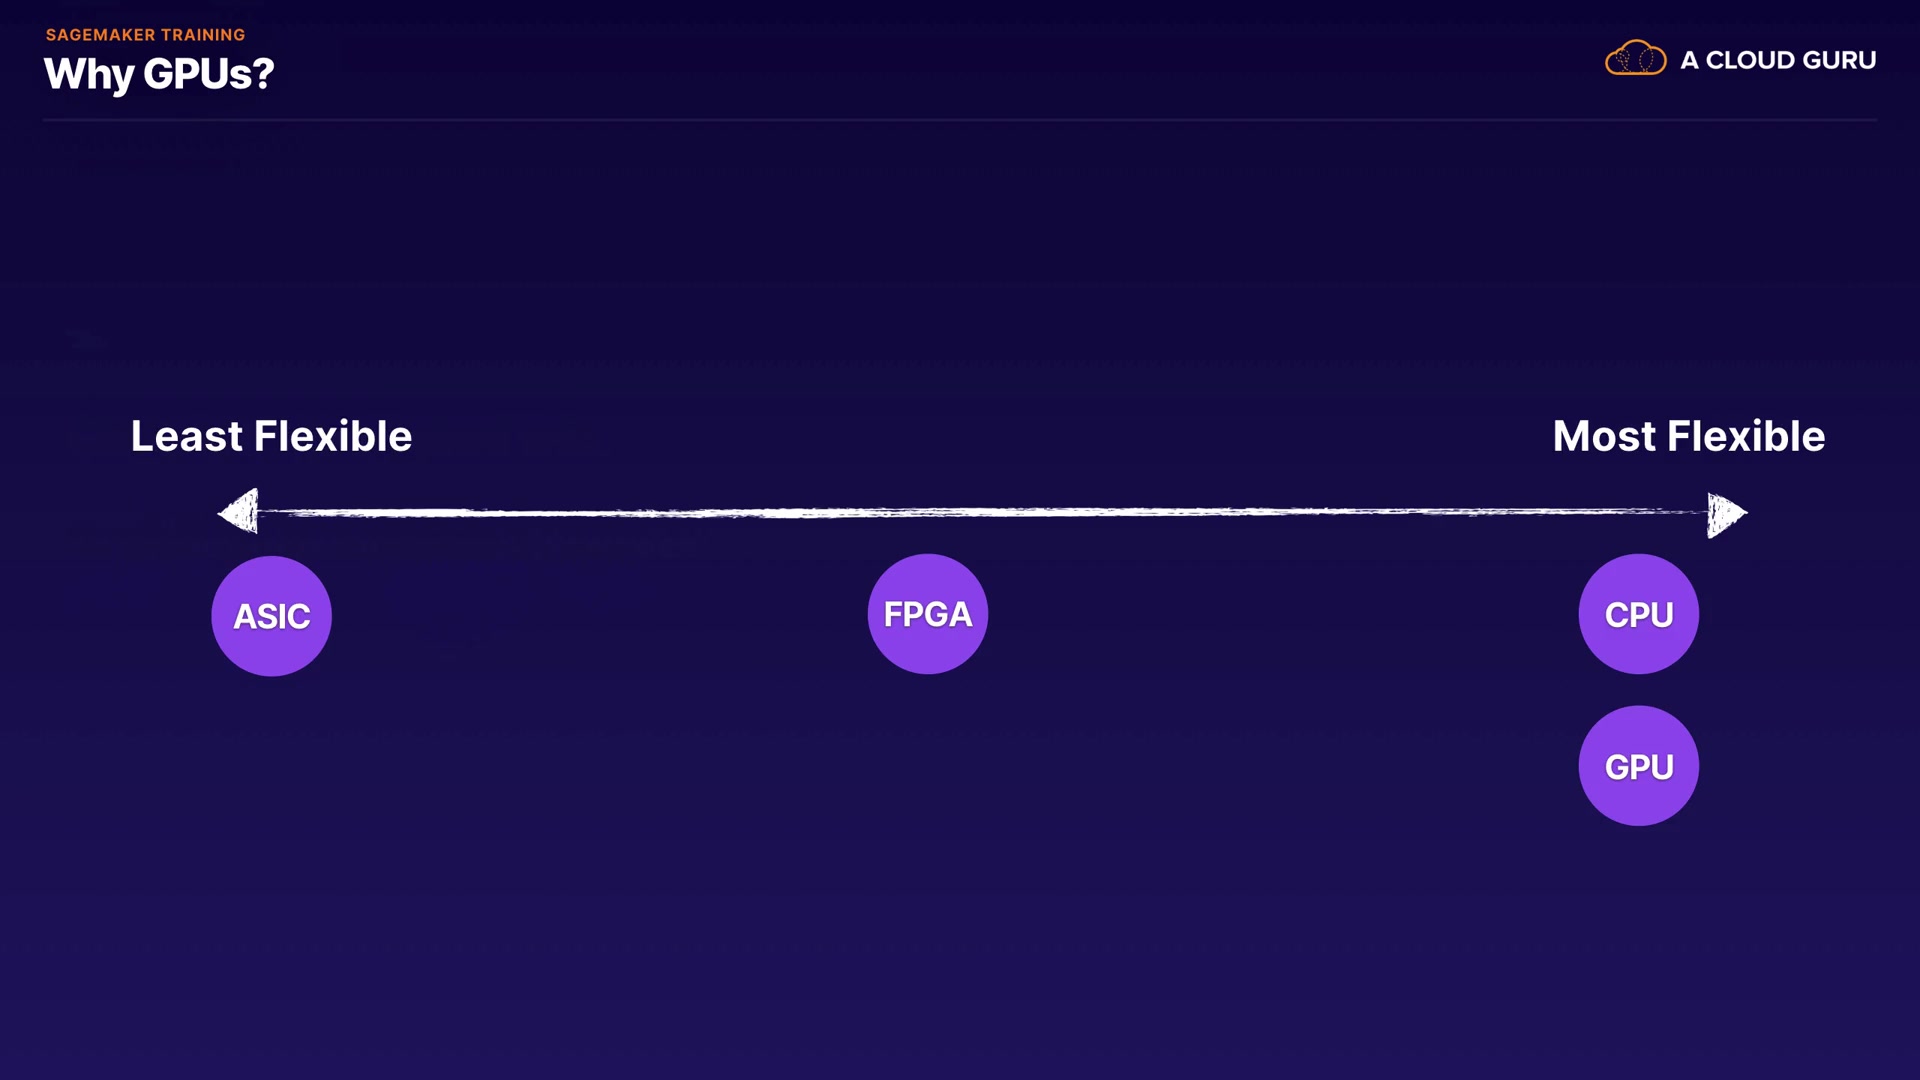 SAGEMAKER TRAINING
Why GPUs?
A CLOUD GURU
Least Flexible
Most Flexible
ASIC
FPGA
CPU
GPU